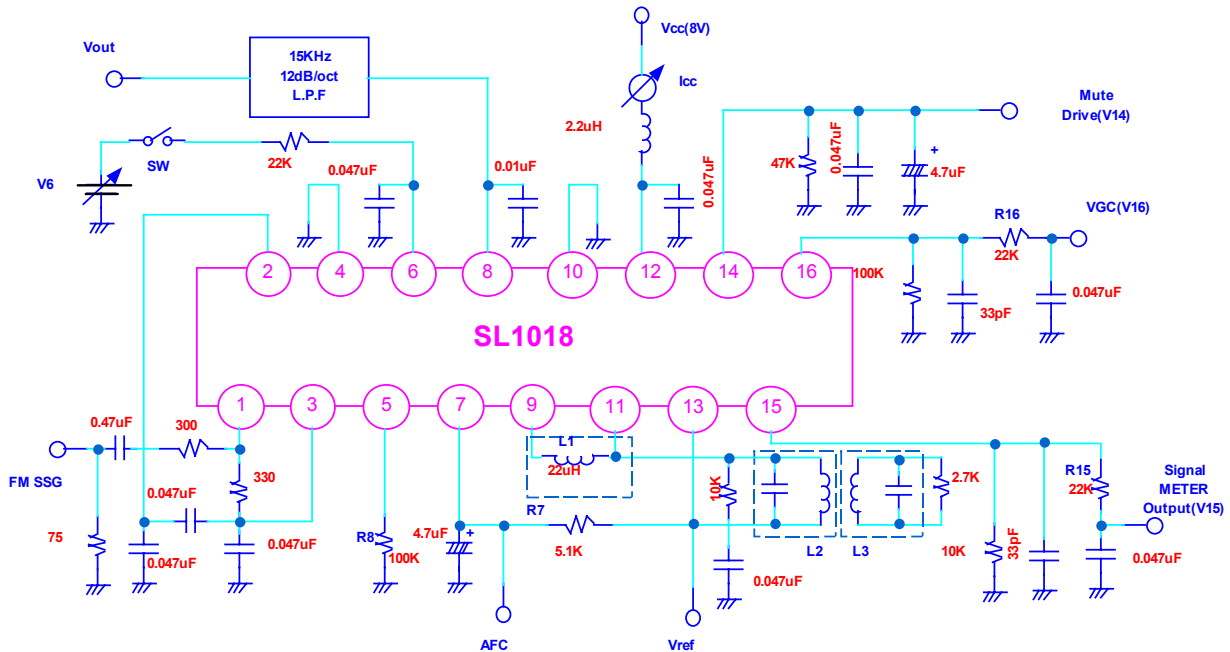 Vcc(8V)
Vout
15KHz
12dB/oct
L.P.F
Icc
Mute
Drive(V14)
2.2uH
SW
22K
0.047uF
0.01uF
0.047uF
47K
0.047uF
+
4.7uF
V6
VGC(V16)
R16
22K
100K
33pF
0.047uF
2
4
6
8
10
12
14
16
SL1018
1
3
5
7
9
11
13
15
0.47uF
300
FM SSG
330
0.047uF
75
0.047uF
0.047uF
R8
100K
4.7uF
+
L1
22uH
R7
5.1K
10K
0.047uF
L2
L3
2.7K
10K
33pF
R15
22K
Signal
METER
Output(V15)
0.047uF
AFC
Vref